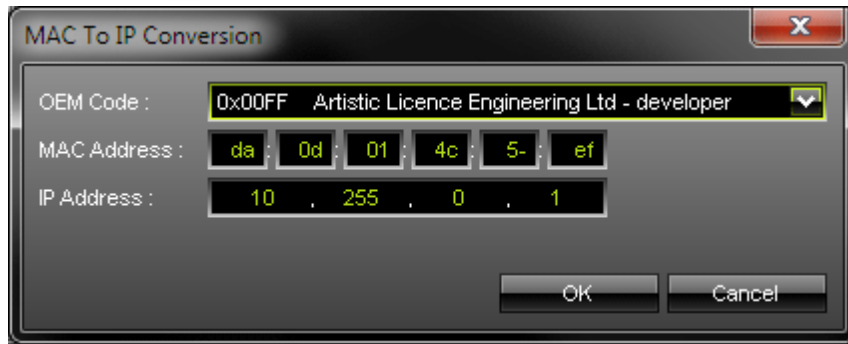 MAC To IP Conversion
OEM Code : 0x00FF Artistic Licence Engineering Ltd - developer
MAC Address : da : 0d : 01 : 4c : 5- : ef
IP Address : 10 . 255 . 0 . 1
OK Cancel